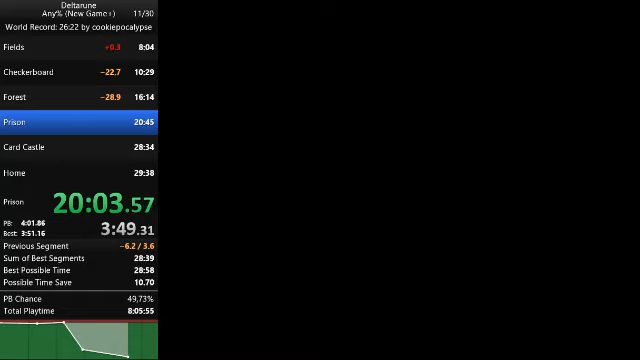 Deltarune
Any% (New Game+) 11/30
World Record: 26:22 by cookiepocalypse
Fields +0.3 8:04
Checkerboard −22.7 10:29
Forest −28.9 16:14
Prison 20:45
Card Castle 28:34
Home 29:38
Prison 20:03.57
PB: 4:01.86
Best: 3:51.16 3:49.31
Previous Segment −6.2 / 3.6
Sum of Best Segments 28:39
Best Possible Time 28:58
Possible Time Save 10.70
PB Chance 49,73%
Total Playtime 8:05:55